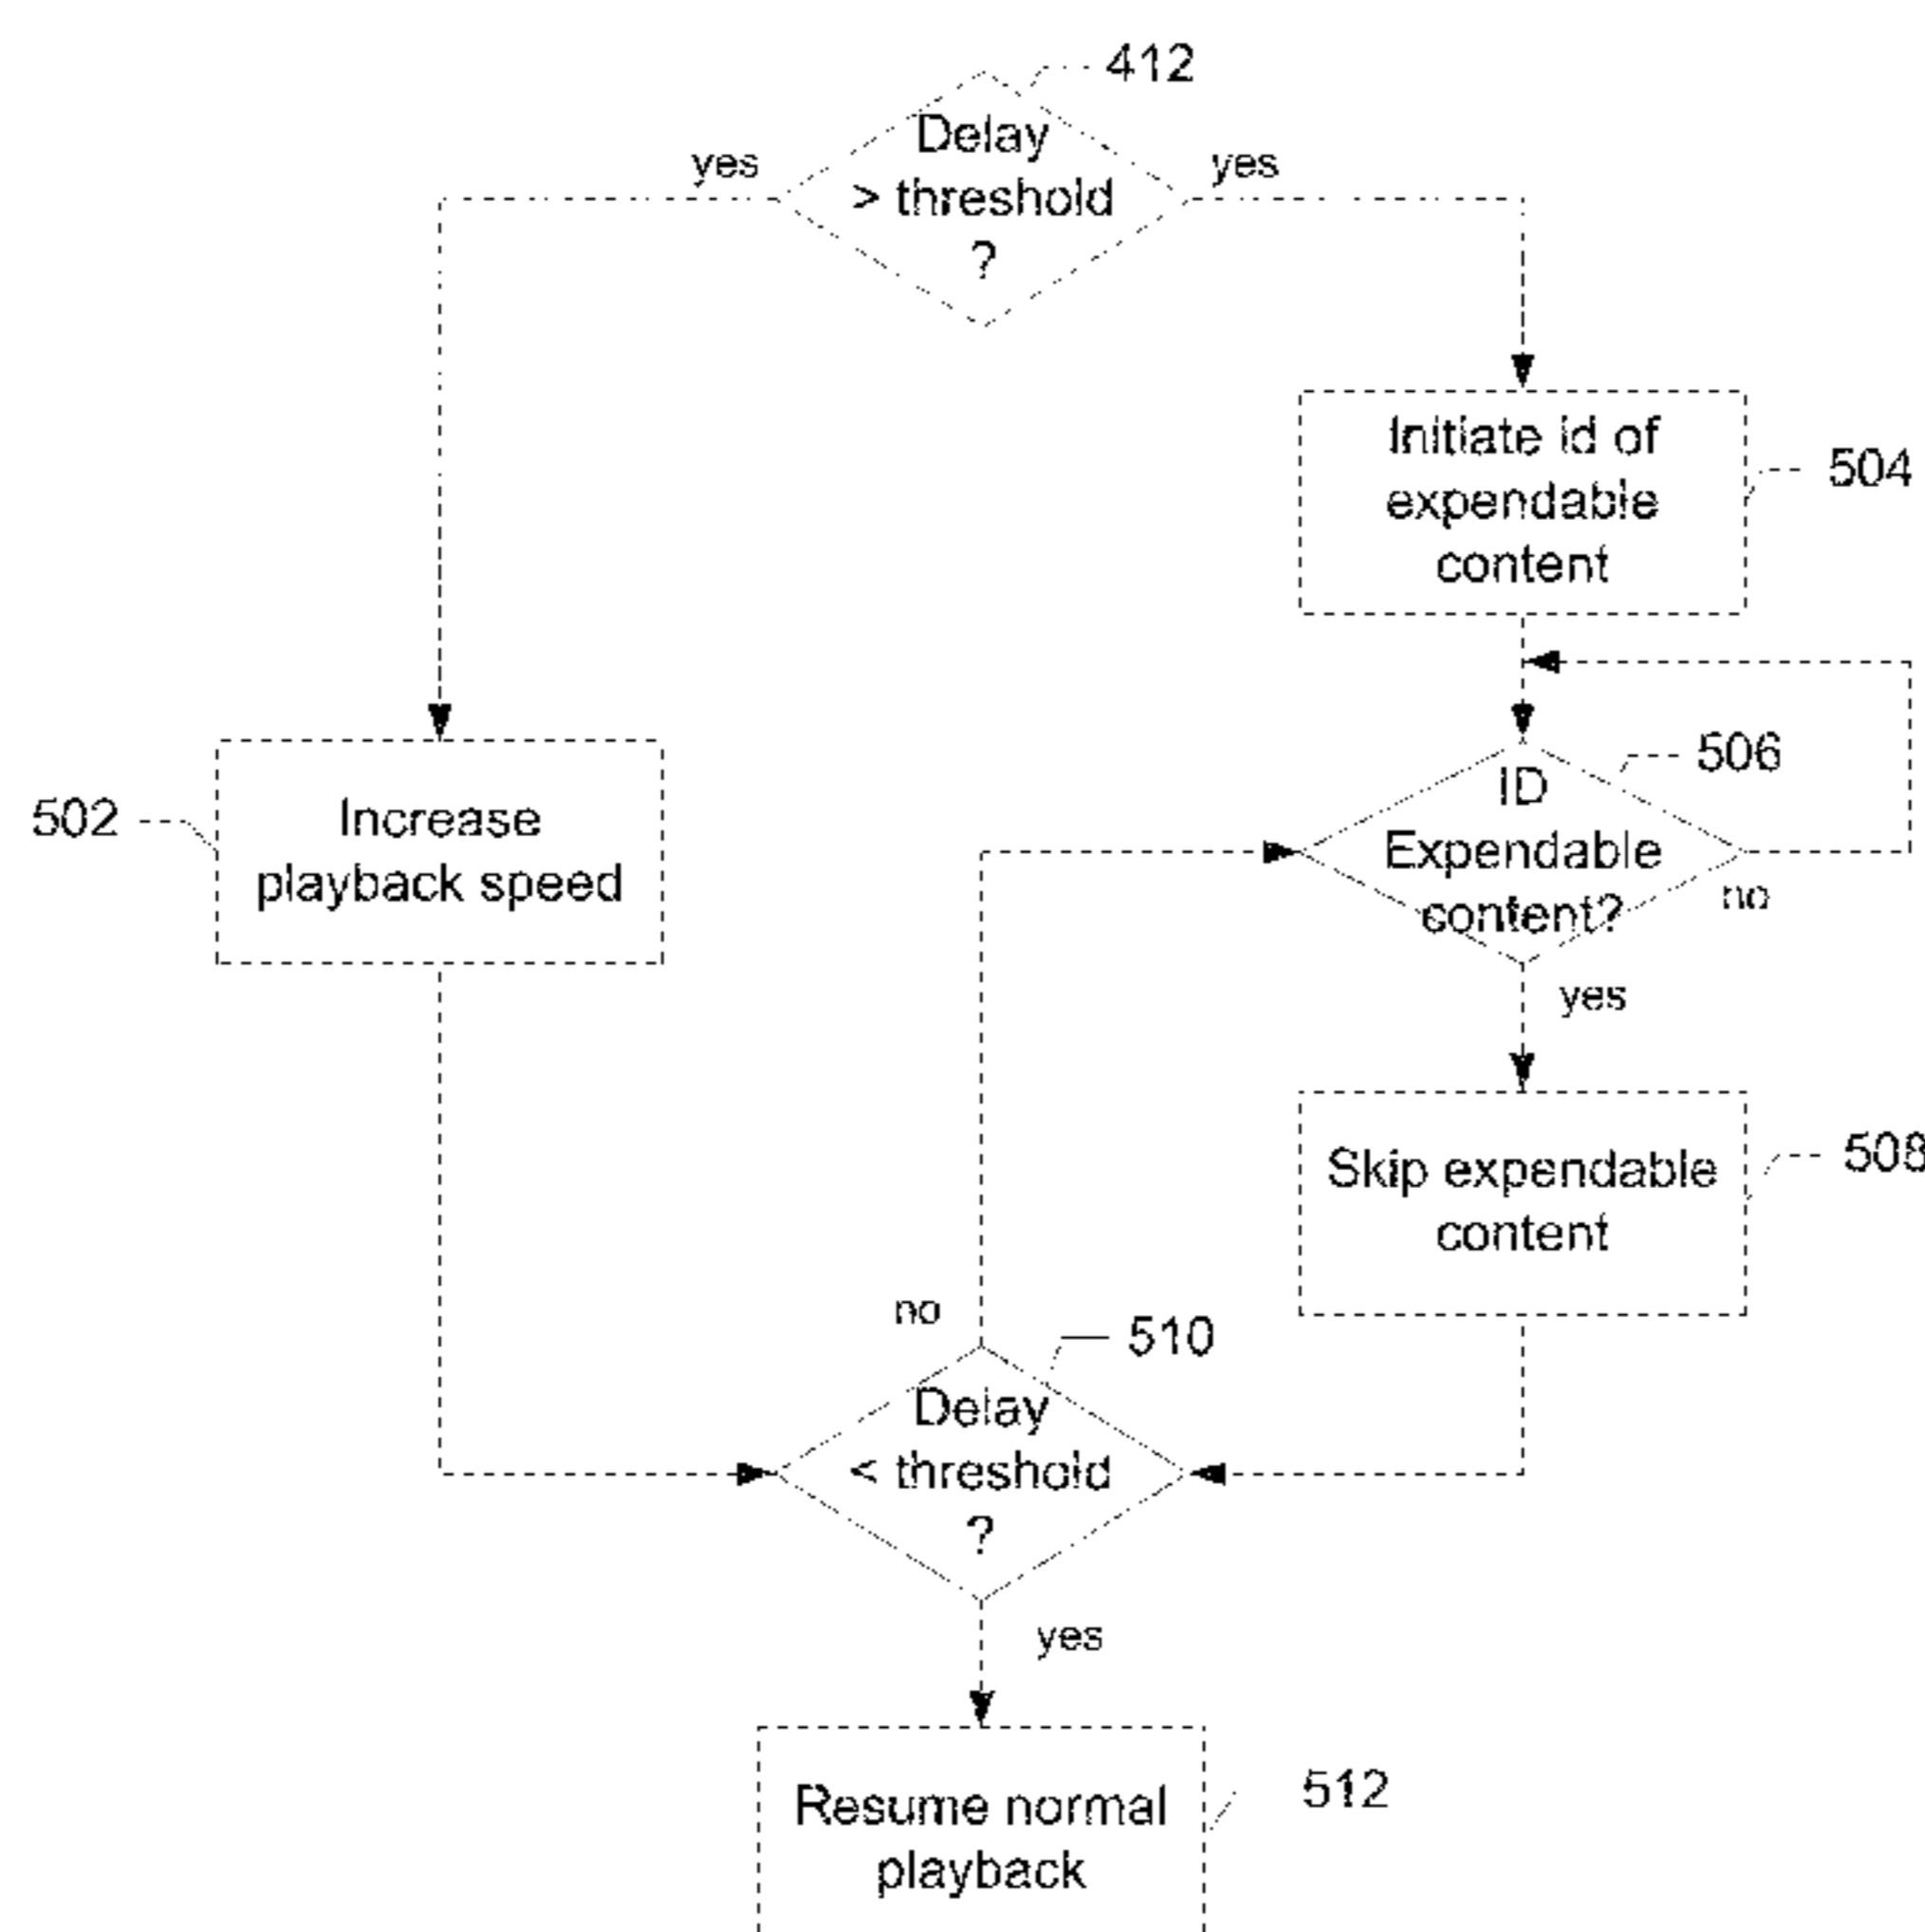 412
Delay
> threshold
?
yes
yes
Initiate id of
expendable
content
504
506
ID
Expendable
content?
no
yes
502
Increase
playback speed
Skip expendable
content
508
no
510
Delay
< threshold
?
yes
Resume normal
playback
512